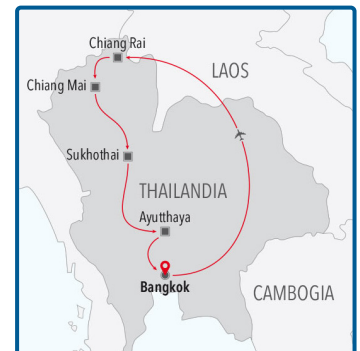 Chiang Rai
LAOS
Chiang Mai
Sukhothai
THAILANDIA
Ayutthaya
Bangkok
CAMBOGIA